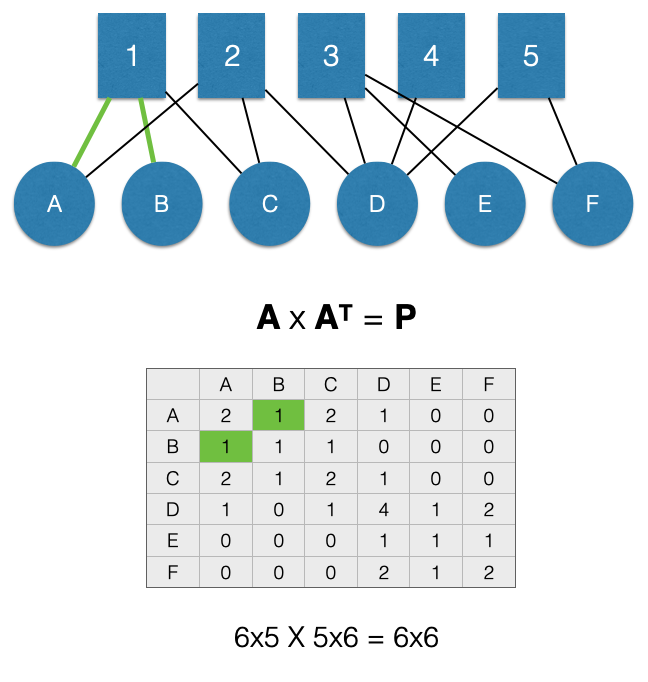 1 2 3 4 5
A B C D E F
A x Aᵀ = P
A B C D E F
A 2 1 2 1 0 0
B 1 1 1 0 0 0
C 2 1 2 1 0 0
D 1 0 1 4 1 2
E 0 0 0 1 1 1
F 0 0 0 2 1 2
6x5 X 5x6 = 6x6